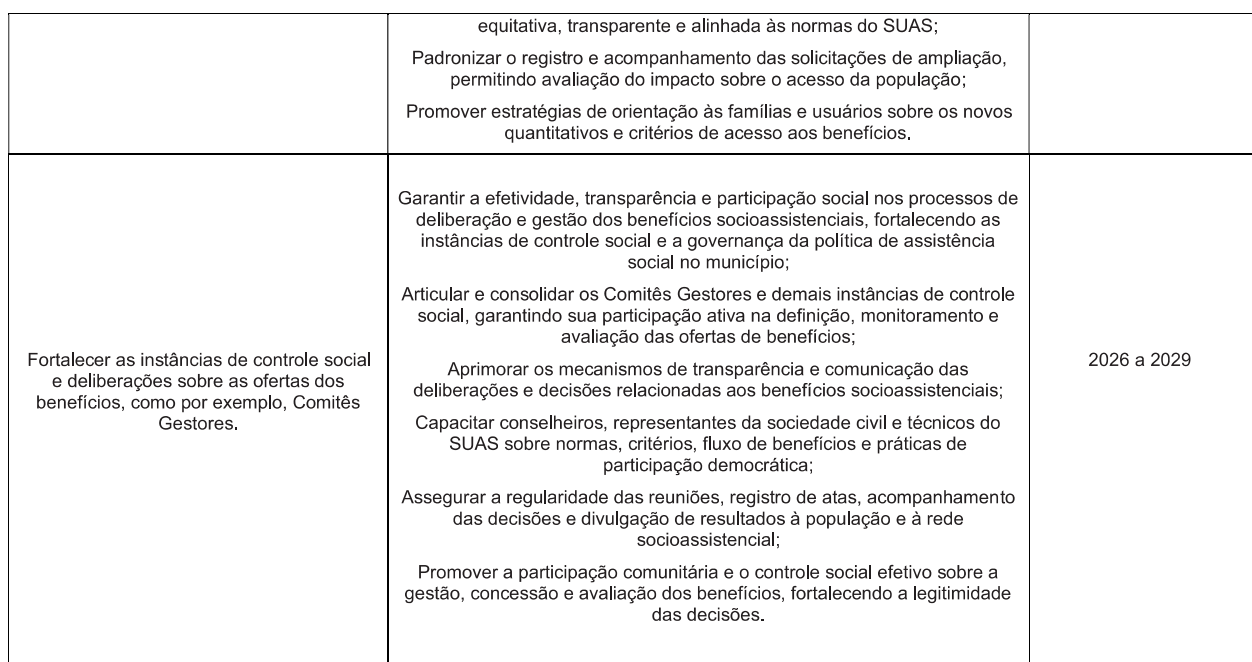 equitativa, transparente e alinhada às normas do SUAS;
Padronizar o registro e acompanhamento das solicitações de ampliação,
permitindo avaliação do impacto sobre o acesso da população;
Promover estratégias de orientação às famílias e usuários sobre os novos
quantitativos e critérios de acesso aos benefícios.
Fortalecer as instâncias de controle social
e deliberações sobre as ofertas dos
benefícios, como por exemplo, Comitês
Gestores.
Garantir a efetividade, transparência e participação social nos processos de
deliberação e gestão dos benefícios socioassistenciais, fortalecendo as
instâncias de controle social e a governança da política de assistência
social no município;
Articular e consolidar os Comitês Gestores e demais instâncias de controle
social, garantindo sua participação ativa na definição, monitoramento e
avaliação das ofertas de benefícios;
Aprimorar os mecanismos de transparência e comunicação das
deliberações e decisões relacionadas aos benefícios socioassistenciais;
Capacitar conselheiros, representantes da sociedade civil e técnicos do
SUAS sobre normas, critérios, fluxo de benefícios e práticas de
participação democrática;
Assegurar a regularidade das reuniões, registro de atas, acompanhamento
das decisões e divulgação de resultados à população e à rede
socioassistencial;
Promover a participação comunitária e o controle social efetivo sobre a
gestão, concessão e avaliação dos benefícios, fortalecendo a legitimidade
das decisões.
2026 a 2029